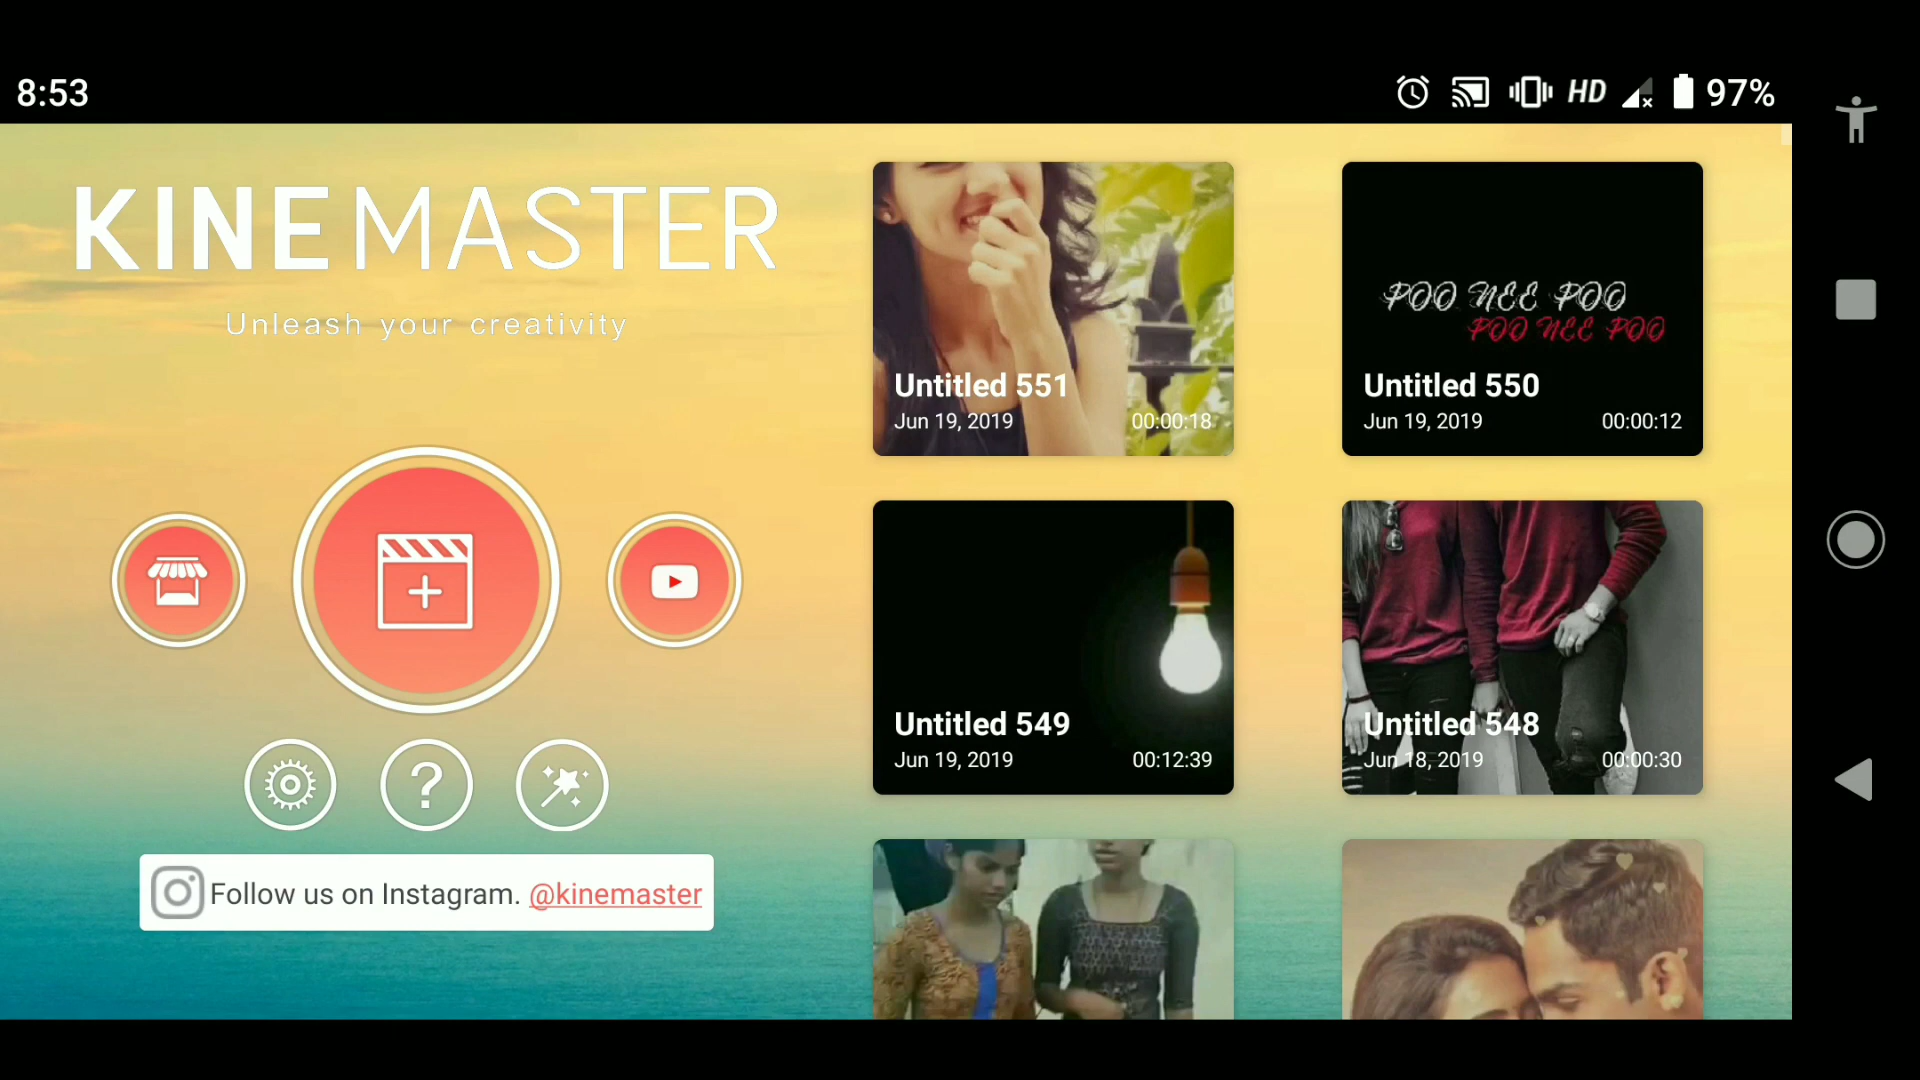 8:53
HD 97%
KINEMASTER
Unleash your creativity
Follow us on Instagram. @kinemaster
POO NEE POO
POO NEE POO
Untitled 551
Jun 19, 2019 00:00:18
Untitled 550
Jun 19, 2019 00:00:12
Untitled 549
Jun 19, 2019 00:12:39
Untitled 548
Jun 18, 2019 00:00:30